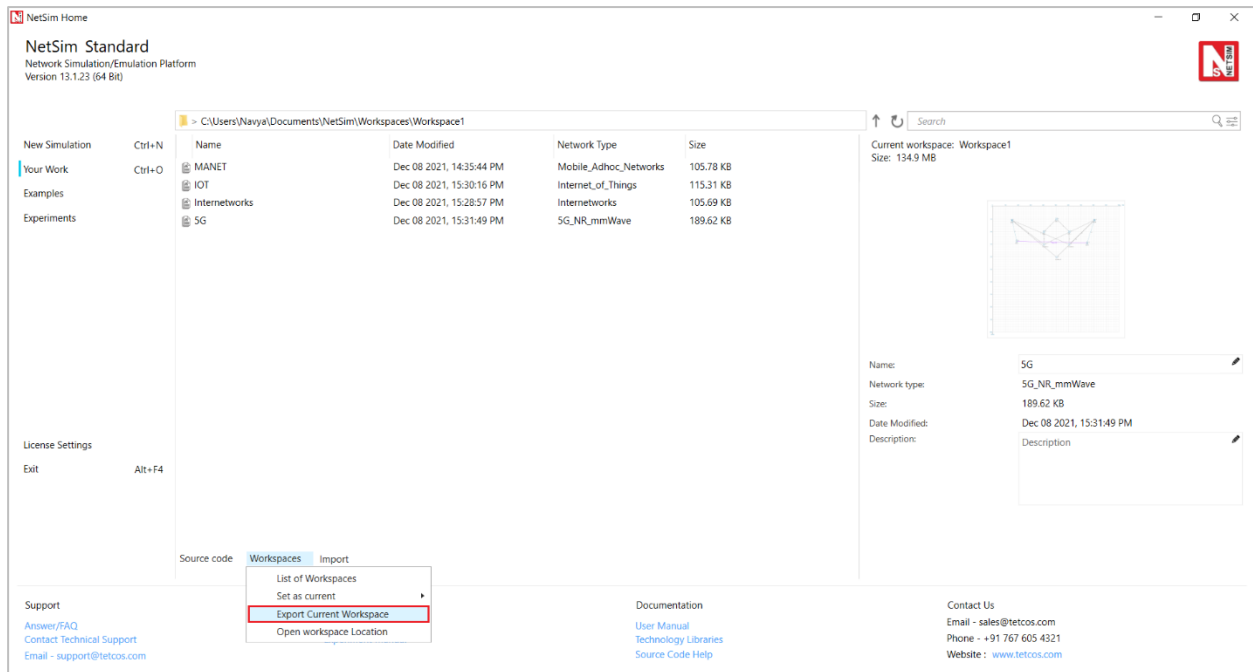 NetSim Home
NetSim Standard
Network Simulation/Emulation Platform
Version 13.1.23 (64 Bit)
NETSIM
> C:\Users\Navya\Documents\NetSim\Workspaces\Workspace1
Search
New Simulation Ctrl+N
Your Work Ctrl+O
Examples
Experiments
License Settings
Exit Alt+F4
Name Date Modified Network Type Size
MANET Dec 08 2021, 14:35:44 PM Mobile_Adhoc_Networks 105.78 KB
IOT Dec 08 2021, 15:30:16 PM Internet_of_Things 115.31 KB
Internetworks Dec 08 2021, 15:28:57 PM Internetworks 105.69 KB
5G Dec 08 2021, 15:31:49 PM 5G_NR_mmWave 189.62 KB
Current workspace: Workspace1
Size: 134.9 MB
Name: 5G
Network type: 5G_NR_mmWave
Size: 189.62 KB
Date Modified: Dec 08 2021, 15:31:49 PM
Description: Description
Source code Workspaces Import
List of Workspaces
Set as current
Export Current Workspace
Open workspace Location
Support
Answer/FAQ
Contact Technical Support
Email - support@tetcos.com
Documentation
User Manual
Technology Libraries
Source Code Help
Contact Us
Email - sales@tetcos.com
Phone - +91 767 605 4321
Website : www.tetcos.com